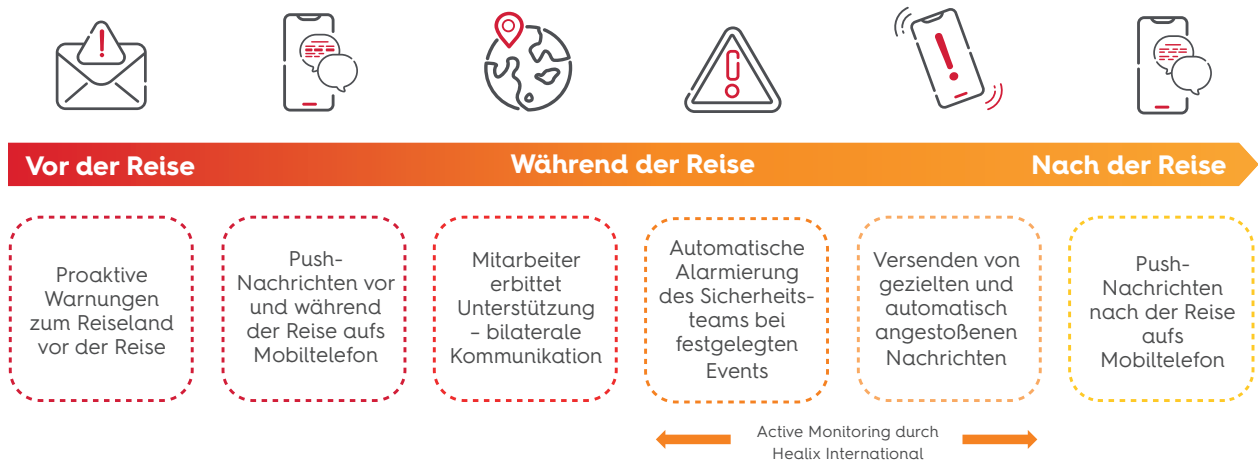 Vor der Reise
Während der Reise
Nach der Reise
Proaktive
Warnungen
zum Reiseland
vor der Reise
Push-
Nachrichten vor
und während
der Reise aufs
Mobiltelefon
Mitarbeiter
erbittet
Unterstützung
– bilaterale
Kommunikation
Automatische
Alarmierung
des Sicherheits-
teams bei
festgelegten
Events
Versenden von
gezielten und
automatisch
angestoßenen
Nachrichten
Push-
Nachrichten
nach der Reise
aufs
Mobiltelefon
Active Monitoring durch
Healix International